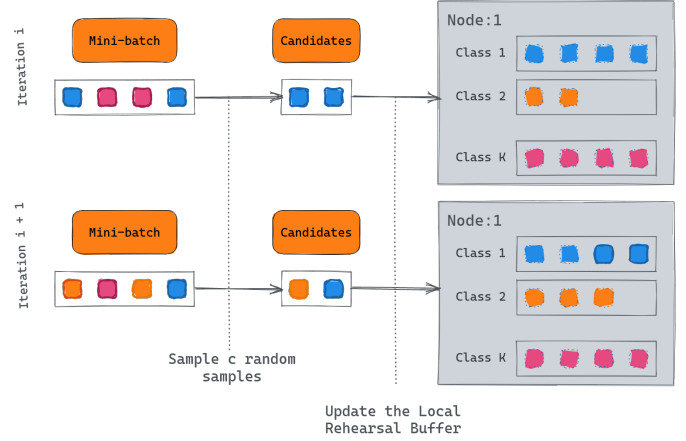 Iteration i
Mini-batch
Candidates
Node:1
Class 1
Class 2
Class K
Iteration i + 1
Mini-batch
Candidates
Node:1
Class 1
Class 2
Class K
Sample c random
samples
Update the Local
Rehearsal Buffer